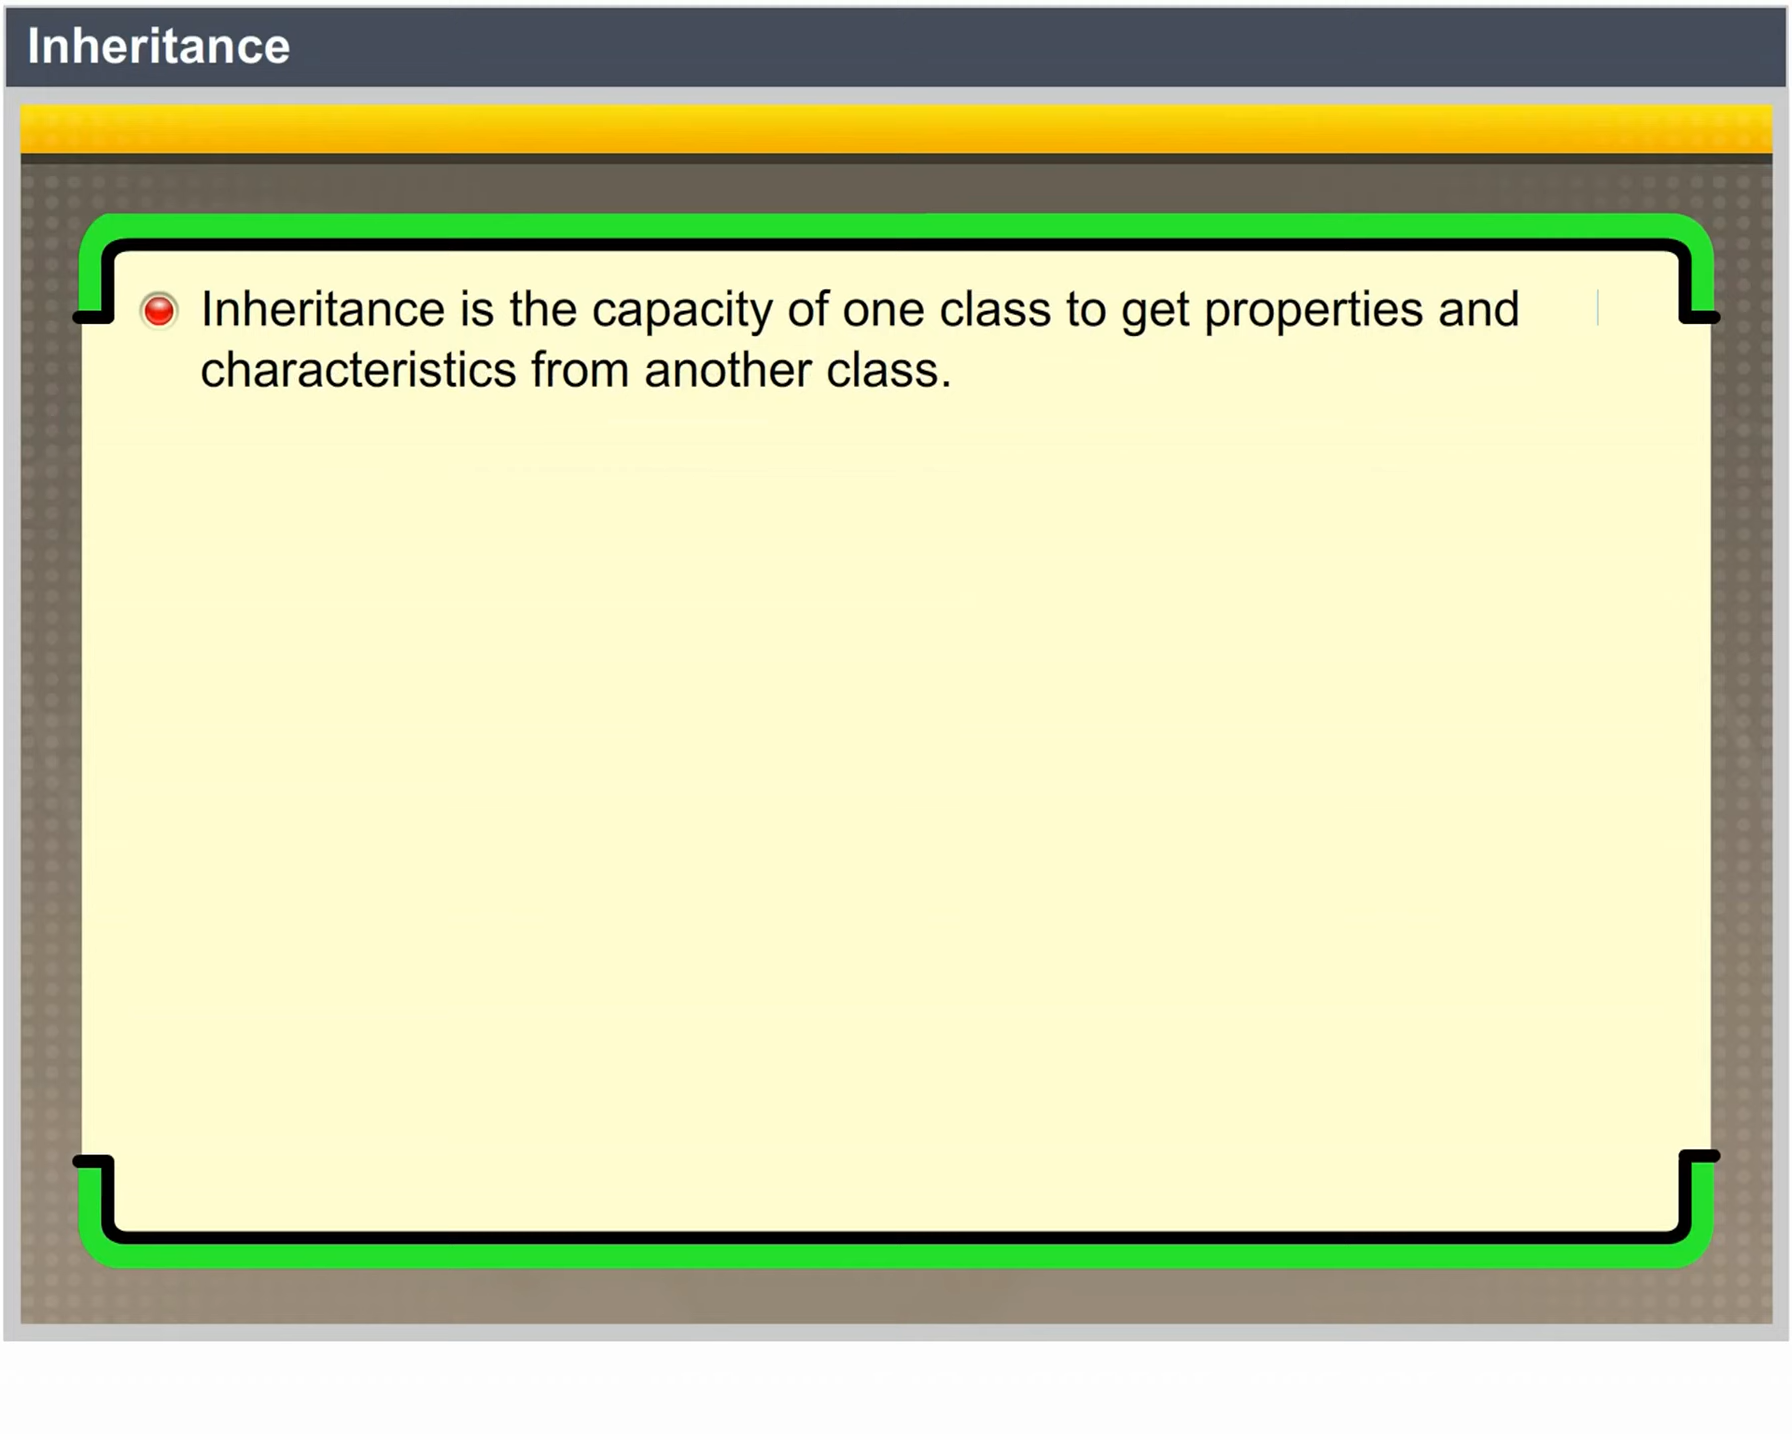 Inheritance
Inheritance is the capacity of one class to get properties and
characteristics from another class.